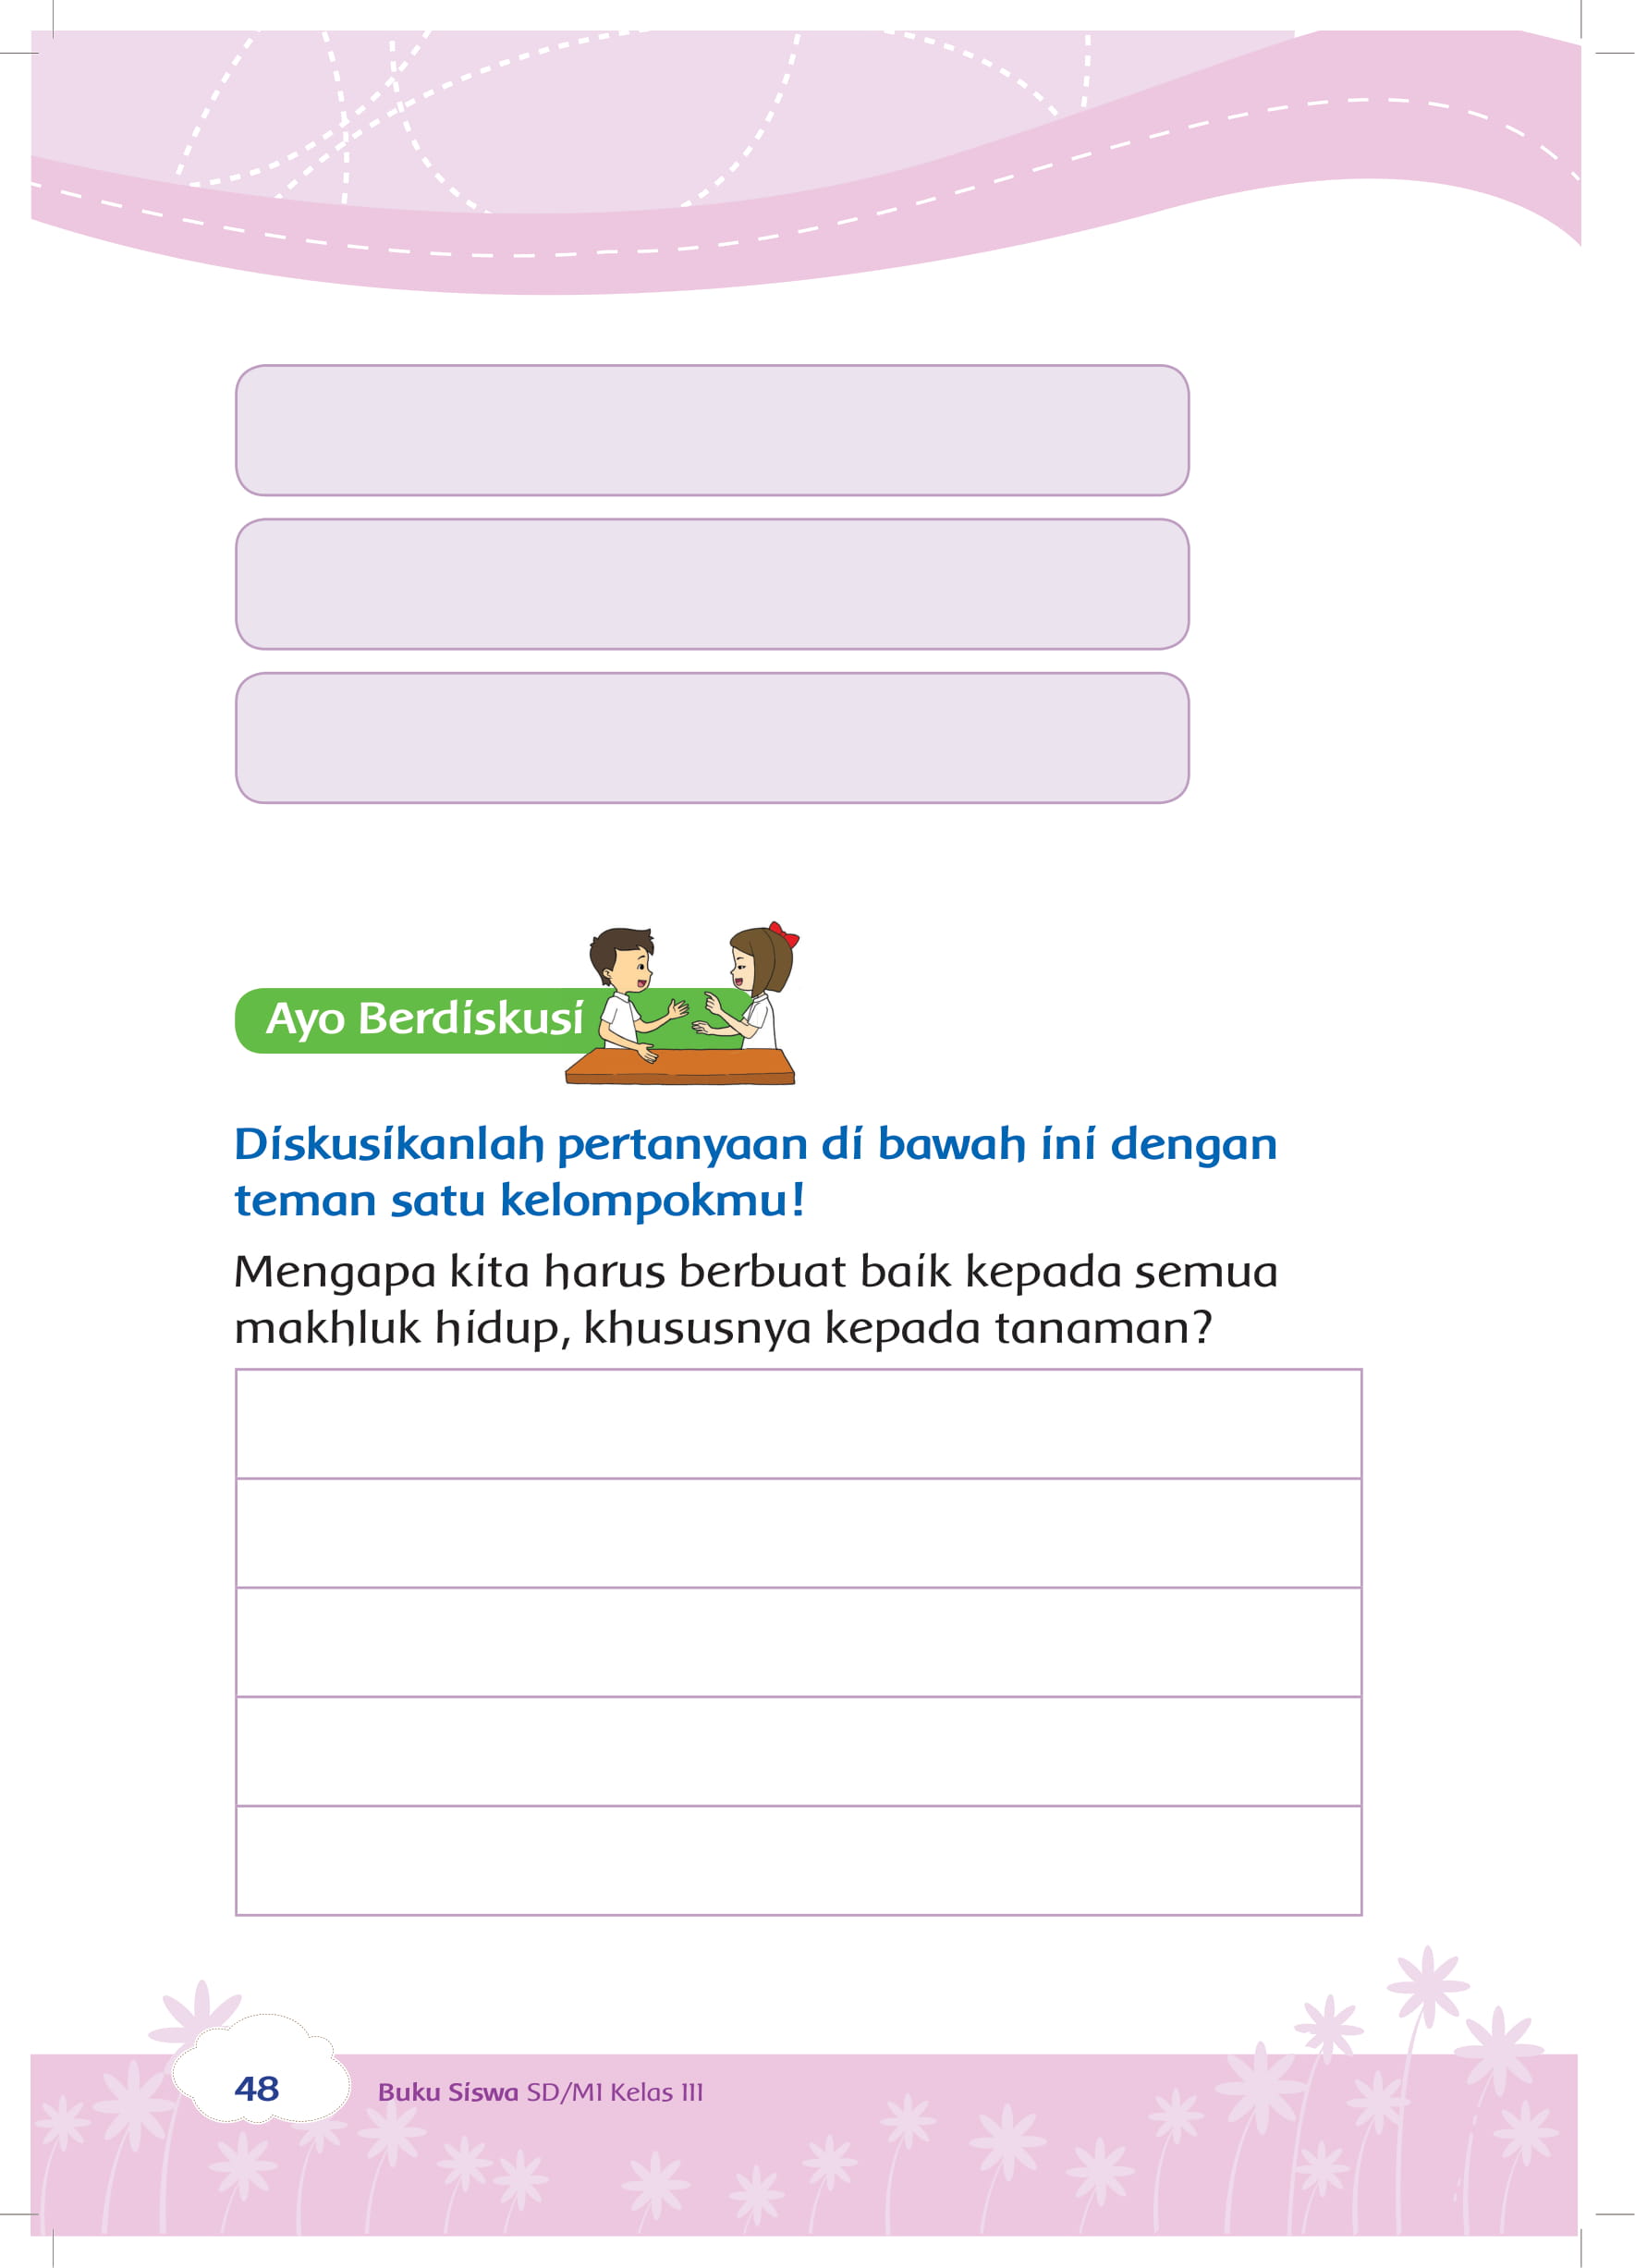 Ayo Berdiskusi
Diskusikanlah pertanyaan di bawah ini dengan
teman satu kelompokmu!
Mengapa kita harus berbuat baik kepada semua
makhluk hidup, khususnya kepada tanaman?
48
Buku Siswa SD/MI Kelas III